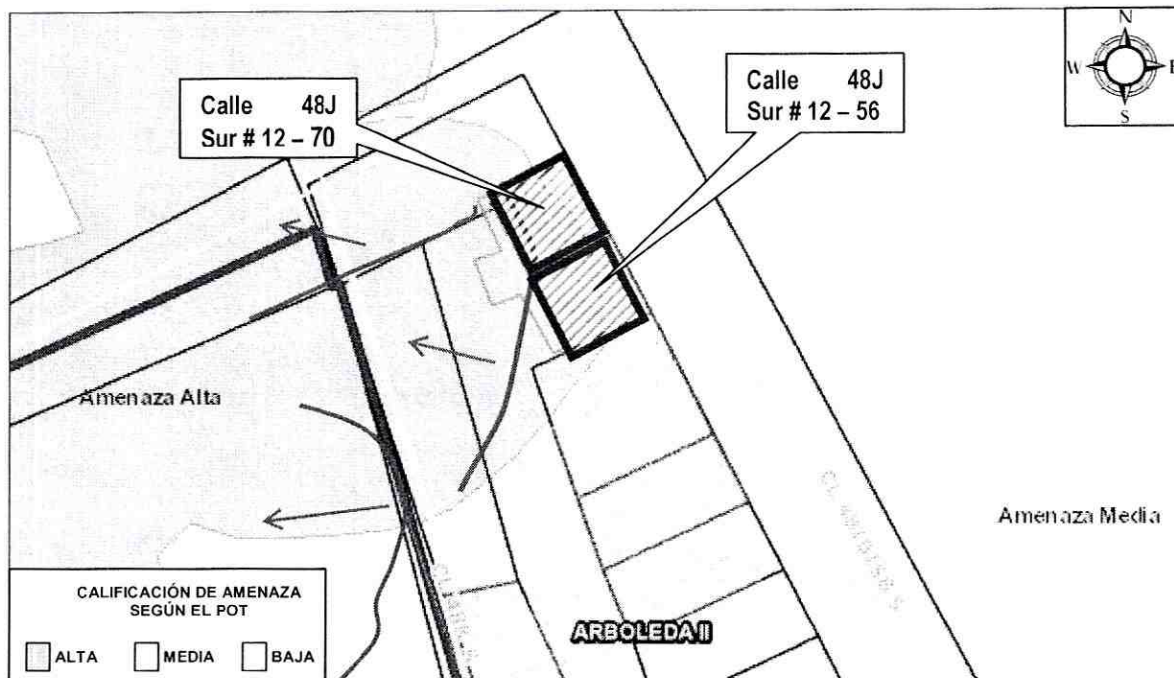 Calle 48J
Sur # 12 – 70
Calle 48J
Sur # 12 – 56
N
W
E
S
Amenaza Alta
Amenaza Media
ARBOLEDA II
CALIFICACIÓN DE AMENAZA
SEGÚN EL POT
ALTA
MEDIA
BAJA